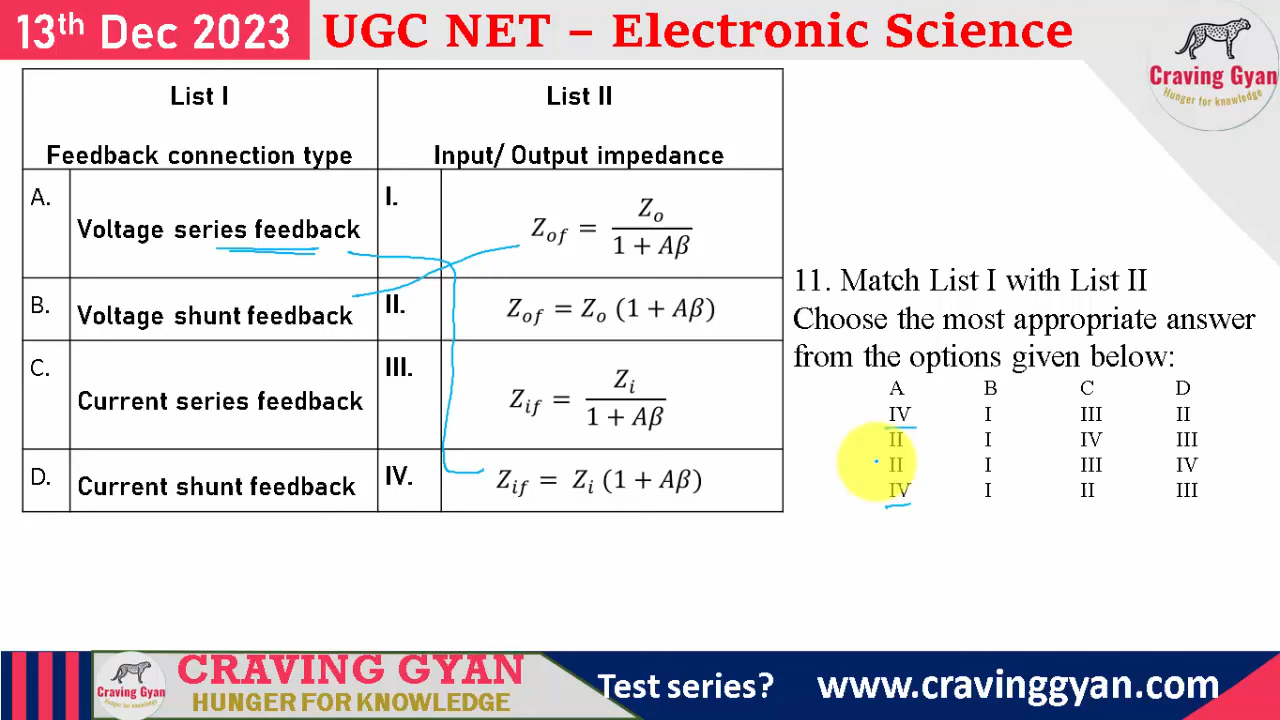 13th Dec 2023
UGC NET – Electronic Science
Craving Gyan
Hunger for knowledge
List I
Feedback connection type
List II
Input/ Output impedance
A.
Voltage series feedback
I.
Z_of = Z_o / (1 + Aβ)
B.
Voltage shunt feedback
II.
Z_of = Z_o (1 + Aβ)
C.
Current series feedback
III.
Z_if = Z_i / (1 + Aβ)
D.
Current shunt feedback
IV.
Z_if = Z_i (1 + Aβ)
11. Match List I with List II
Choose the most appropriate answer
from the options given below:
A B C D
IV I III II
II I IV III
II I III IV
IV I II III
Craving Gyan
Hunger for knowledge
CRAVING GYAN
HUNGER FOR KNOWLEDGE
Test series?
www.cravinggyan.com